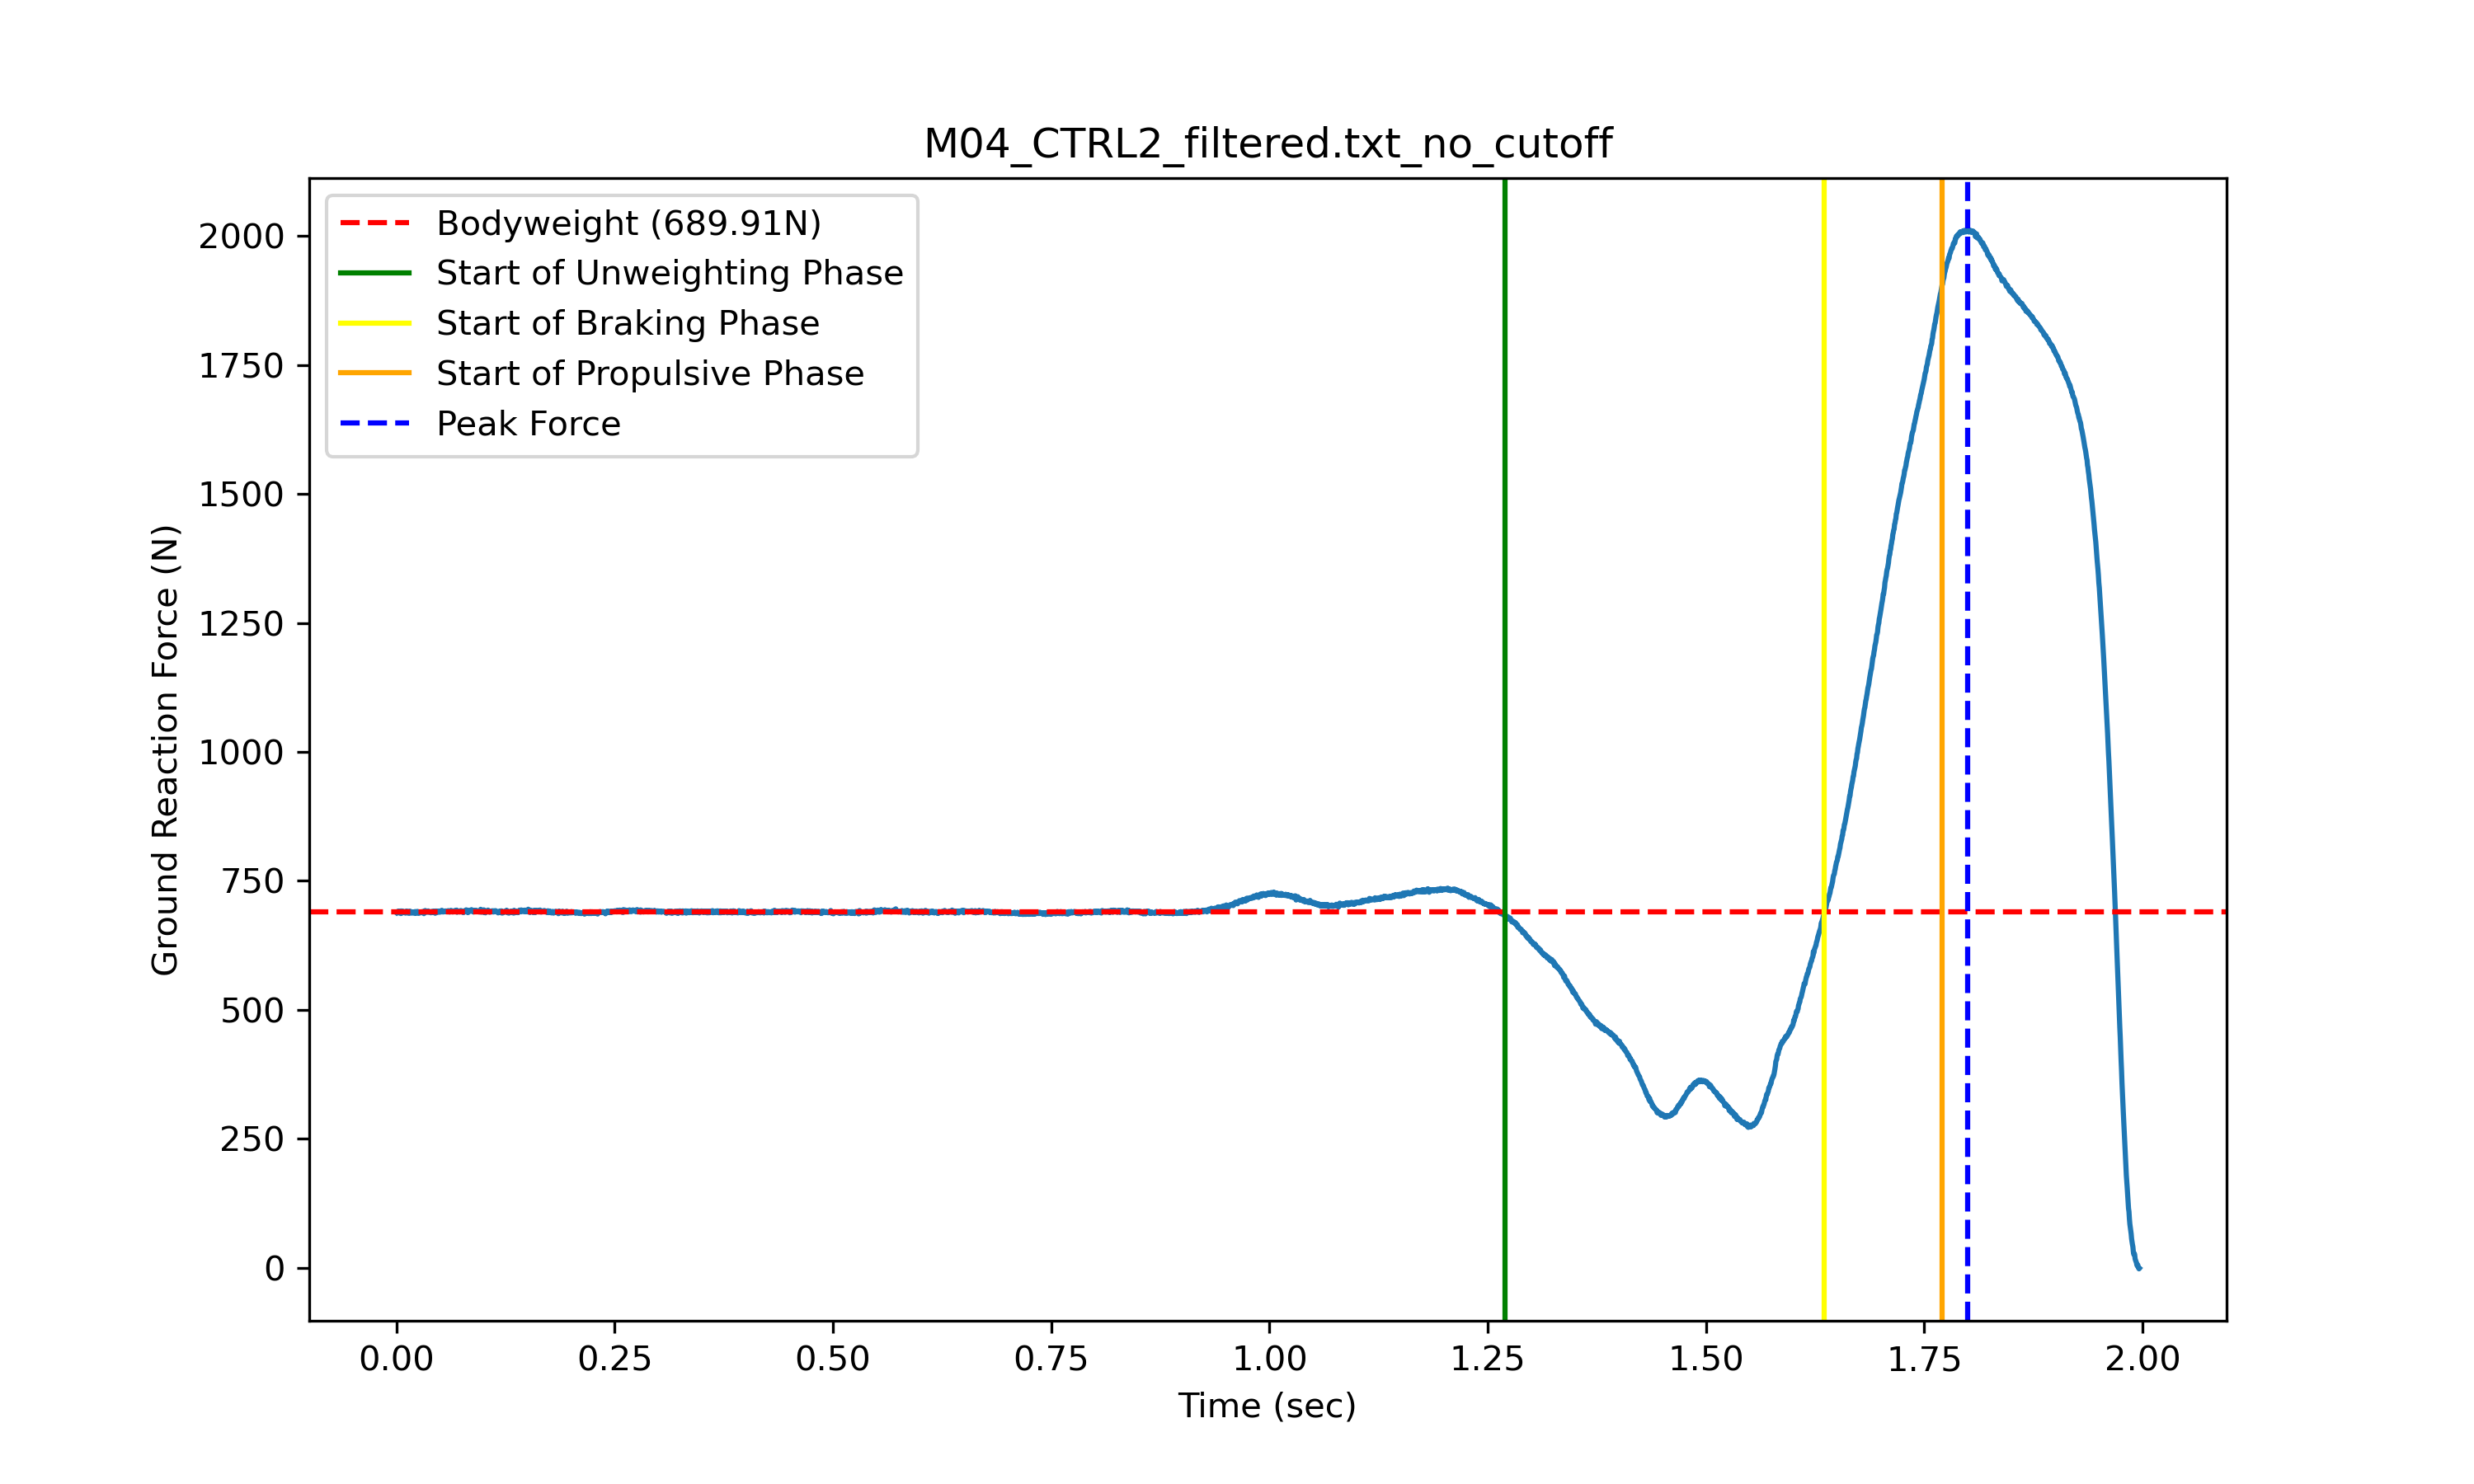 M04_CTRL2_filtered.txt_no_cutoff
Bodyweight (689.91N)
Start of Unweighting Phase
Start of Braking Phase
Start of Propulsive Phase
Peak Force
Ground Reaction Force (N)
2000
1750
1500
1250
1000
750
500
250
0
0.00 0.25 0.50 0.75 1.00 1.25 1.50 1.75 2.00
Time (sec)